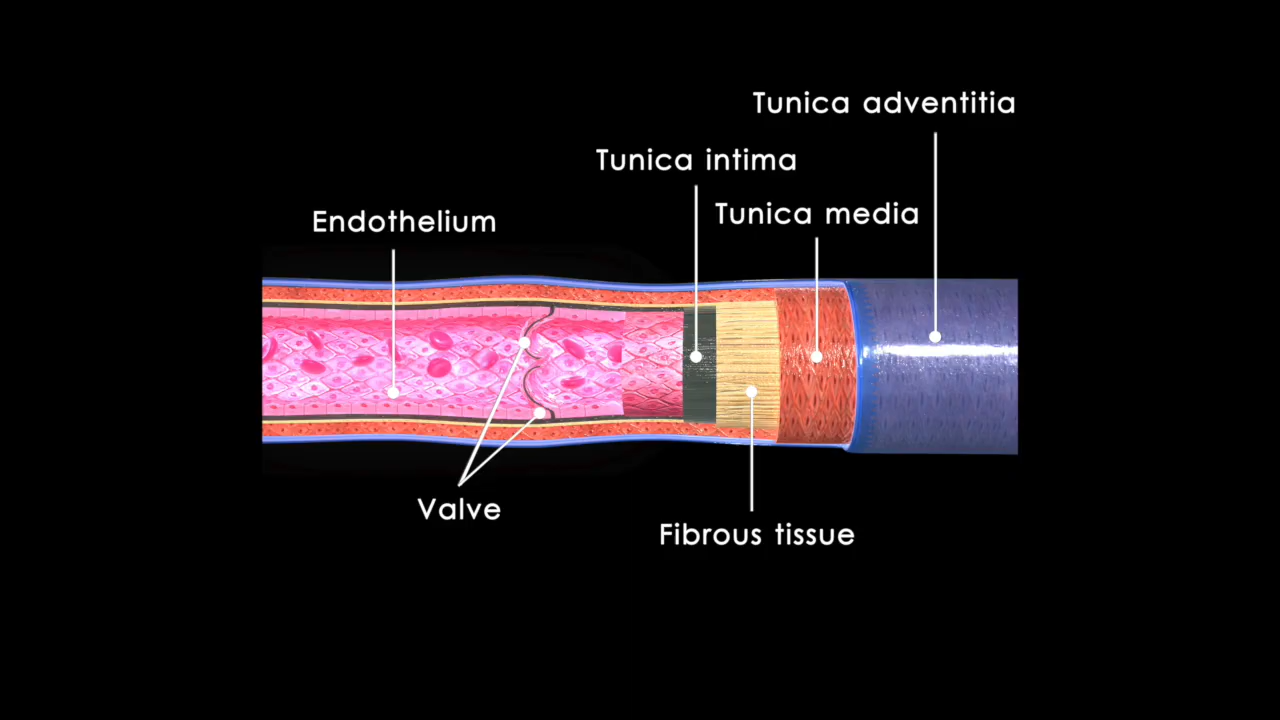 Tunica adventitia
Tunica intima
Tunica media
Endothelium
Valve
Fibrous tissue